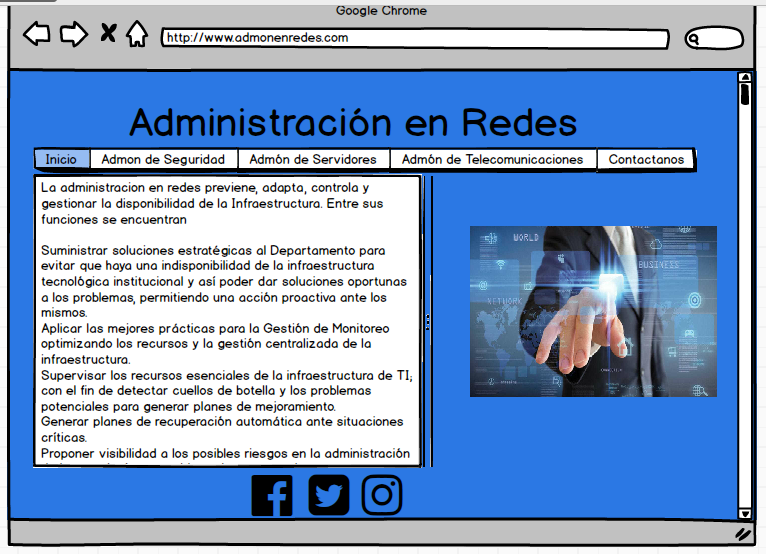 Google Chrome
http://www.admonenredes.com
Administración en Redes
Inicio Admon de Seguridad Admón de Servidores Admón de Telecomunicaciones Contactanos
La administracion en redes previene, adapta, controla y
gestionar la disponibilidad de la Infraestructura. Entre sus
funciones se encuentran
Suministrar soluciones estratégicas al Departamento para
evitar que haya una indisponibilidad de la infraestructura
tecnológica institucional y así poder dar soluciones oportunas
a los problemas, permitiendo una acción proactiva ante los
mismos.
Aplicar las mejores prácticas para la Gestión de Monitoreo
optimizando los recursos y la gestión centralizada de la
infraestructura.
Supervisar los recursos esenciales de la infraestructura de TI;
con el fin de detectar cuellos de botella y los problemas
potenciales para generar planes de mejoramiento.
Generar planes de recuperación automática ante situaciones
críticas.
Proponer visibilidad a los posibles riesgos en la administración
WORLD
BUSINESS
NETWORK